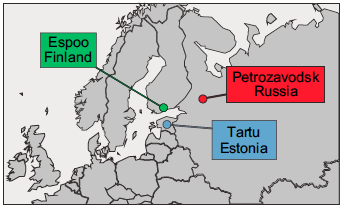 Espoo
Finland
Petrozavodsk
Russia
Tartu
Estonia